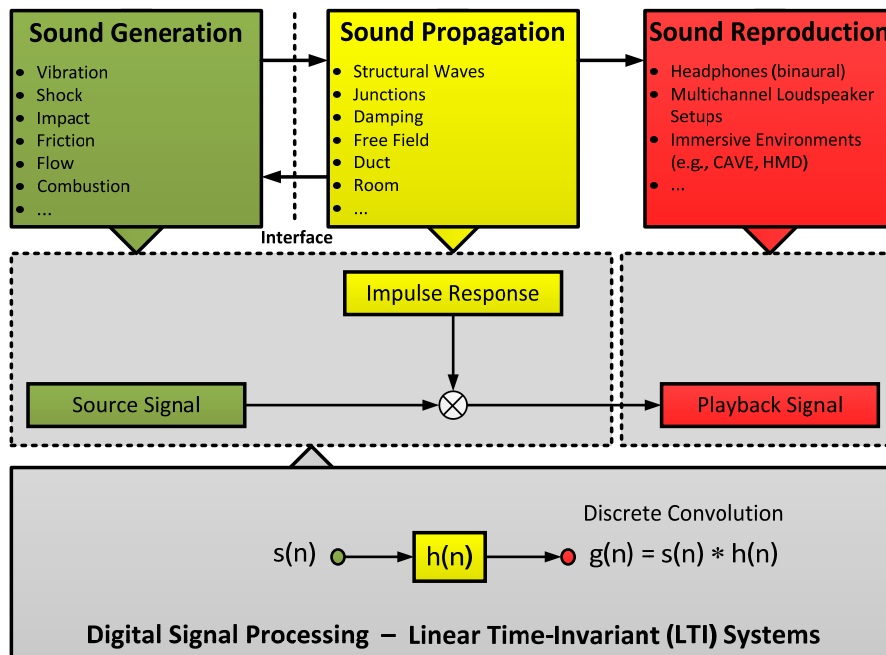 Sound Generation
• Vibration
• Shock
• Impact
• Friction
• Flow
• Combustion
• ...
Interface
Sound Propagation
• Structural Waves
• Junctions
• Damping
• Free Field
• Duct
• Room
• ...
Sound Reproduction
• Headphones (binaural)
• Multichannel Loudspeaker
Setups
• Immersive Environments
(e.g., CAVE, HMD)
• ...
Impulse Response
Source Signal
Playback Signal
Discrete Convolution
s(n)
h(n)
g(n) = s(n) ∗ h(n)
Digital Signal Processing – Linear Time-Invariant (LTI) Systems